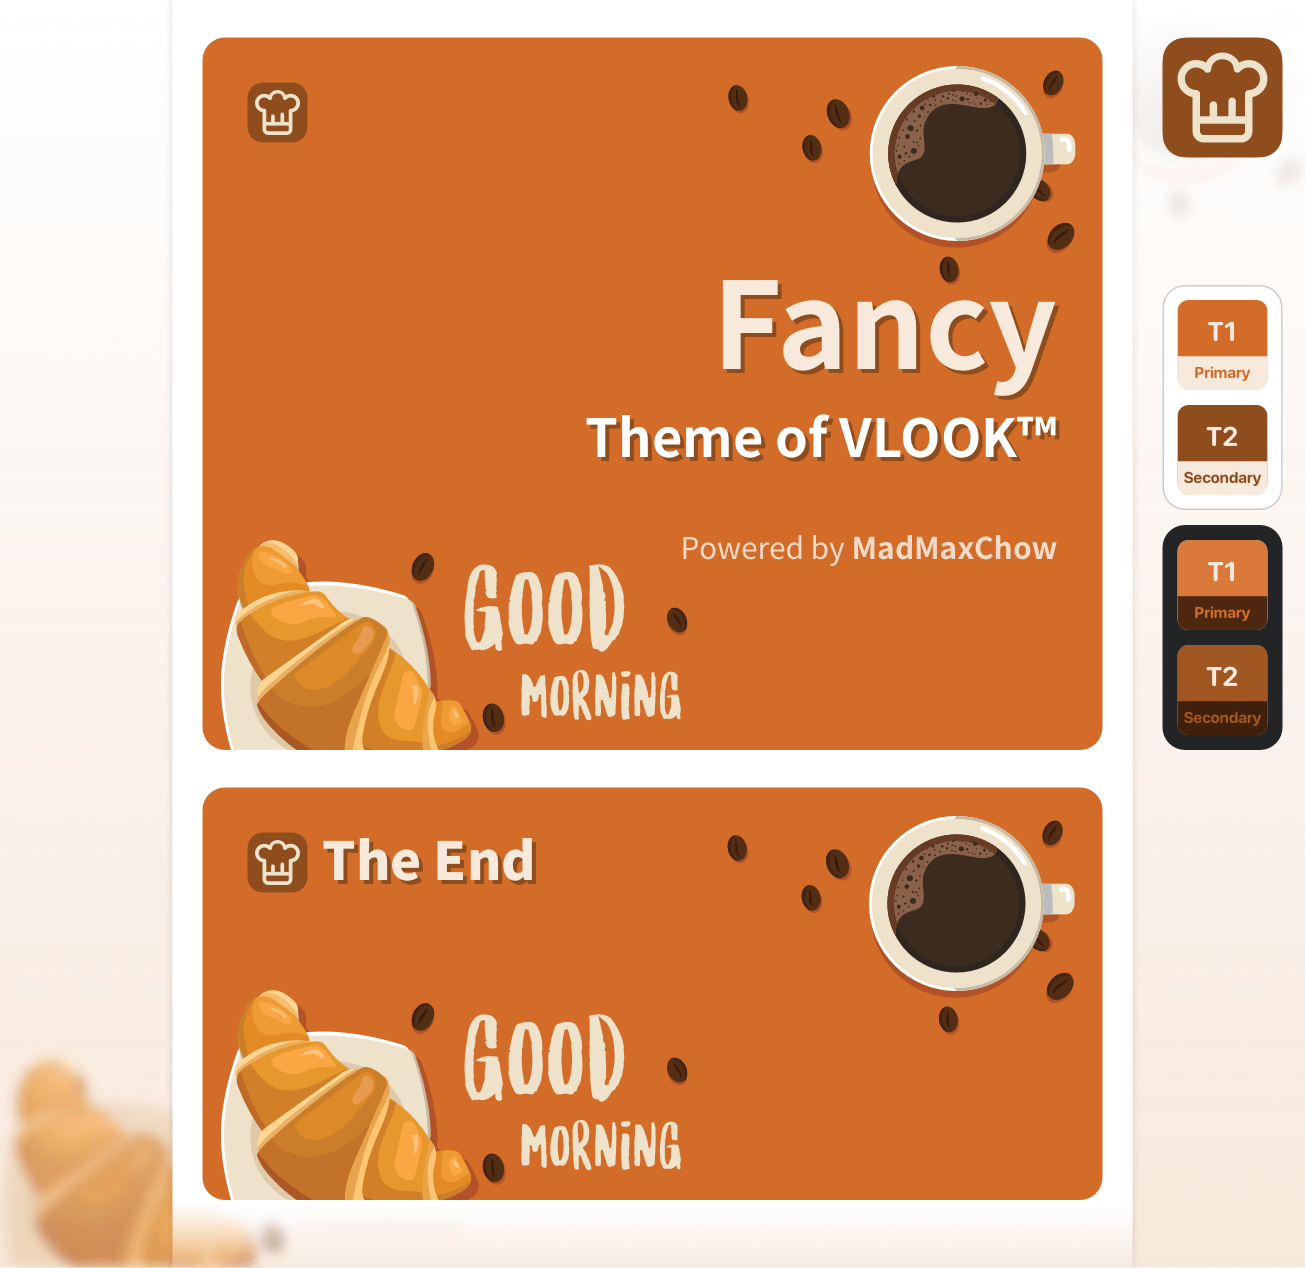 Fancy
Theme of VLOOK™
Powered by MadMaxChow
GOOD
MORNiNG
The End
GOOD
MORNiNG
T1
Primary
T2
Secondary
T1
Primary
T2
Secondary